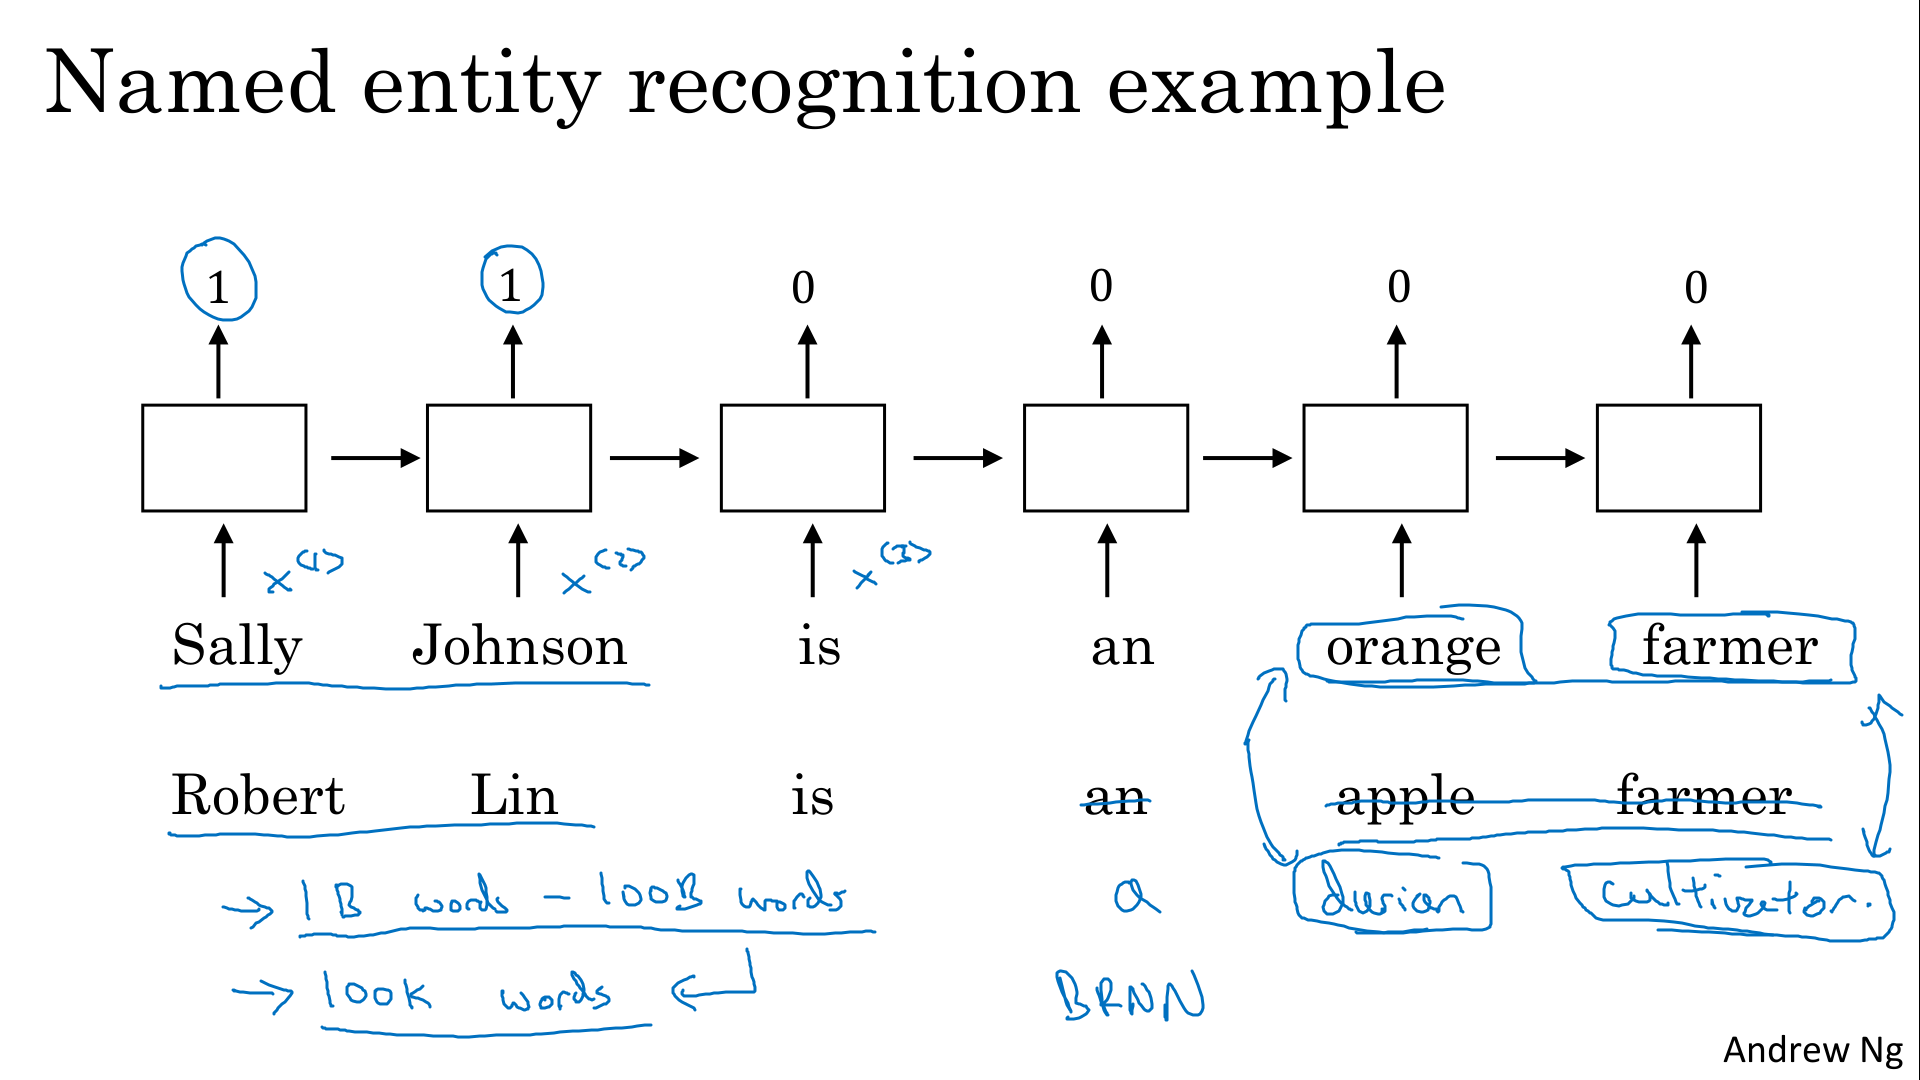 Named entity recognition example
1 1 0 0 0 0
x<1> x<2> x<3>
Sally Johnson is an orange farmer
Robert Lin is an apple farmer
→ 1B words - 100B words a durian cultivator.
→ 100K words BRNN
Andrew Ng